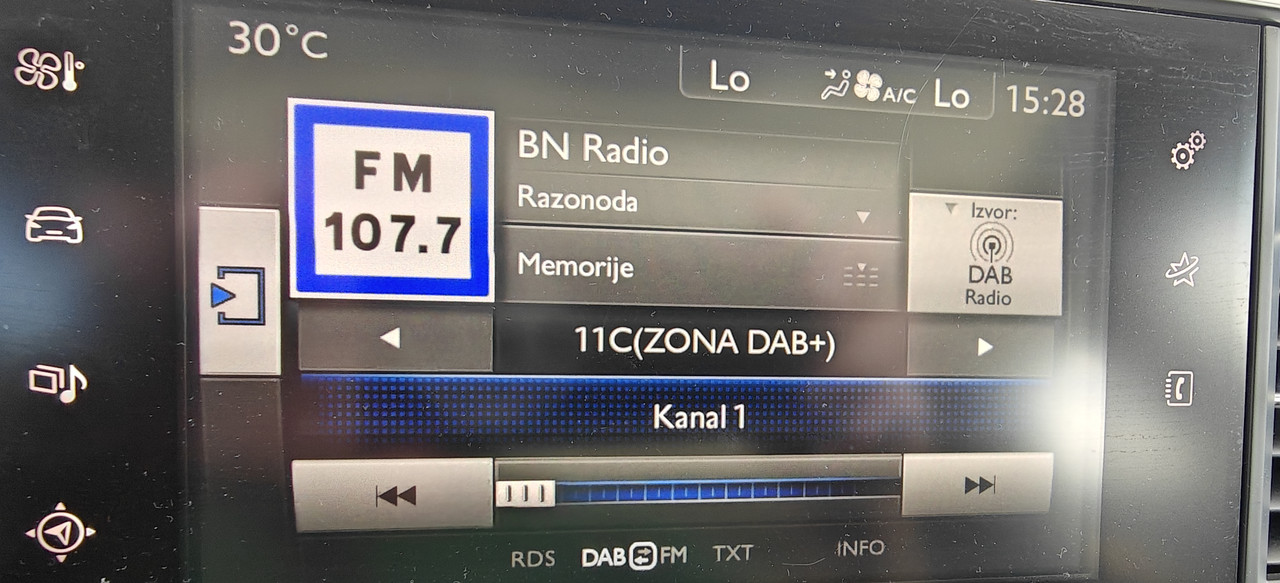 30°C
Lo A/C Lo 15:28
FM
107.7
BN Radio
Razonoda
Memorije
Izvor:
DAB
Radio
11C(ZONA DAB+)
Kanal 1
RDS DAB FM TXT INFO